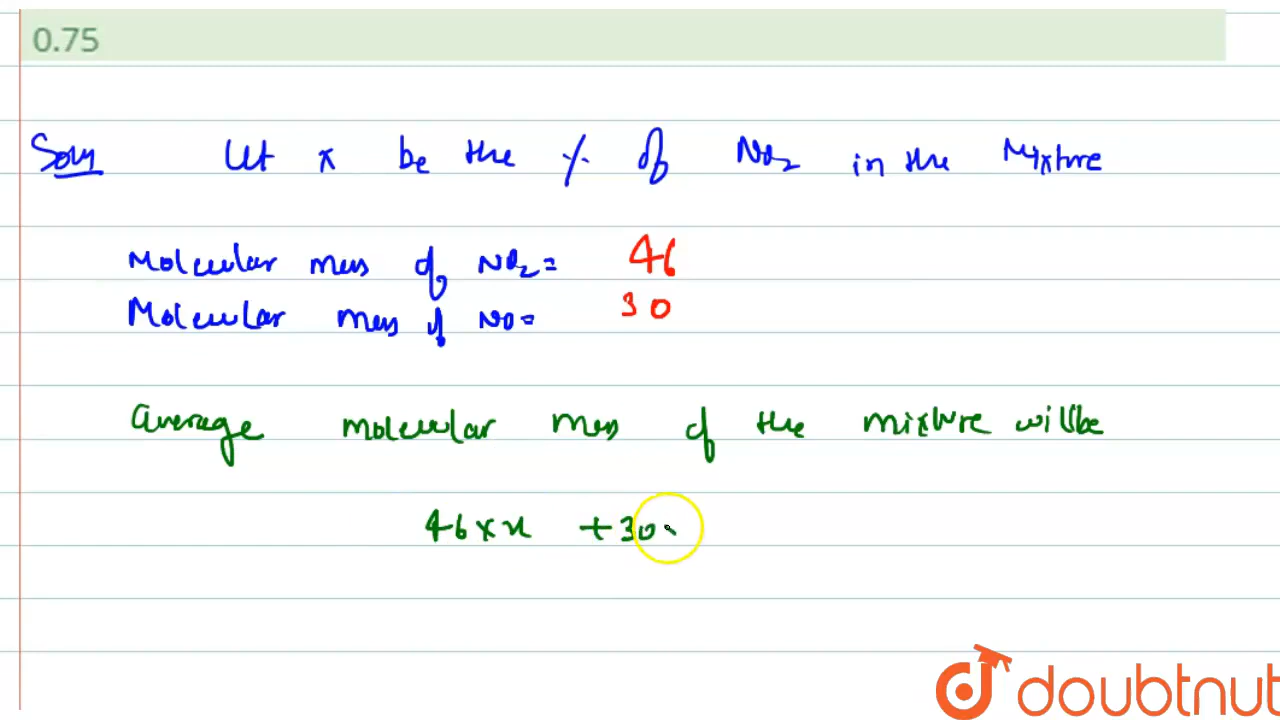 0.75
Soln Let x be the % of NO2 in the Mixture
Molecular mass of NO2 = 46
Molecular mass of NO = 30
average molecular mass of the mixture will be
46 × x + 30
doubtnut